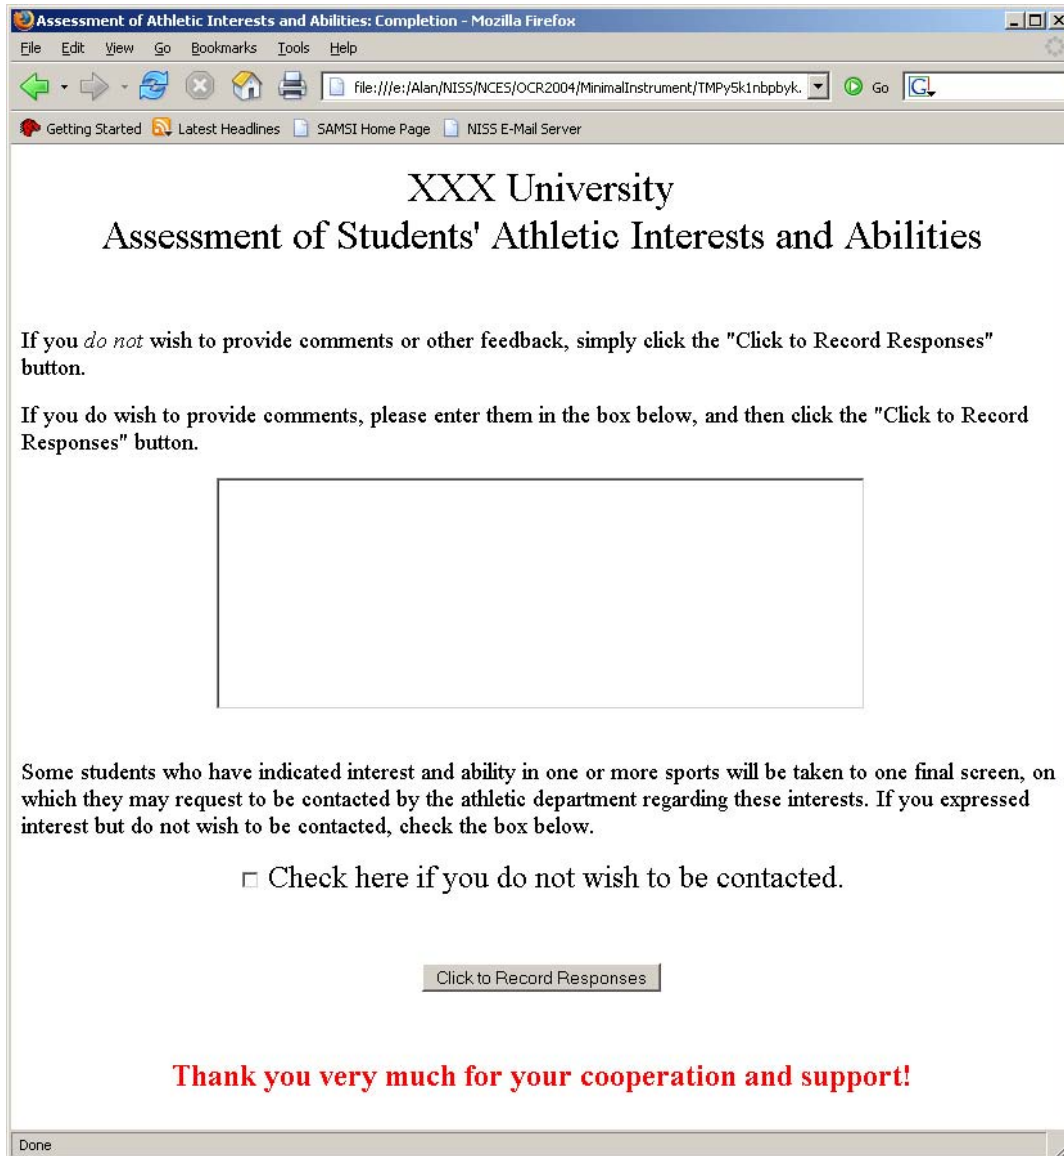 Assessment of Athletic Interests and Abilities: Completion - Mozilla Firefox
File Edit View Go Bookmarks Tools Help
file:///e:/Alan/NISS/NCES/OCR2004/MinimalInstrument/TMPy5k1nbpbyk. Go G
Getting Started Latest Headlines SAMSI Home Page NISS E-Mail Server
XXX University
Assessment of Students' Athletic Interests and Abilities
If you do not wish to provide comments or other feedback, simply click the "Click to Record Responses"
button.
If you do wish to provide comments, please enter them in the box below, and then click the "Click to Record
Responses" button.
Some students who have indicated interest and ability in one or more sports will be taken to one final screen, on
which they may request to be contacted by the athletic department regarding these interests. If you expressed
interest but do not wish to be contacted, check the box below.
Check here if you do not wish to be contacted.
Click to Record Responses
Thank you very much for your cooperation and support!
Done